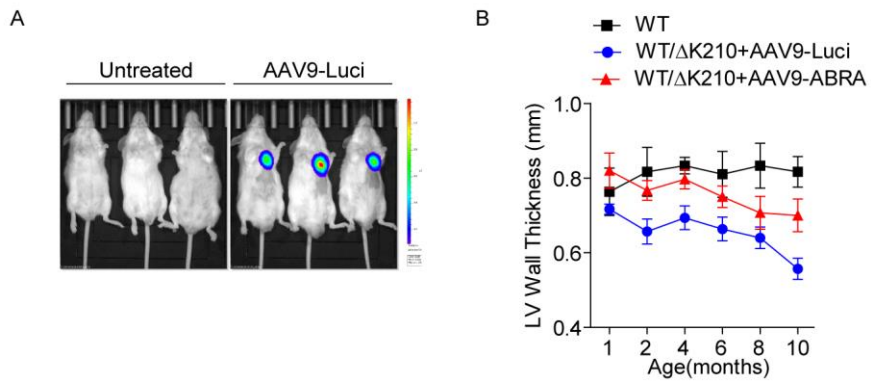 A
Untreated
AAV9-Luci
B
WT
WT/ΔK210+AAV9-Luci
WT/ΔK210+AAV9-ABRA
LV Wall Thickness (mm)
1.0
0.8
0.6
0.4
1 2 4 6 8 10
Age(months)